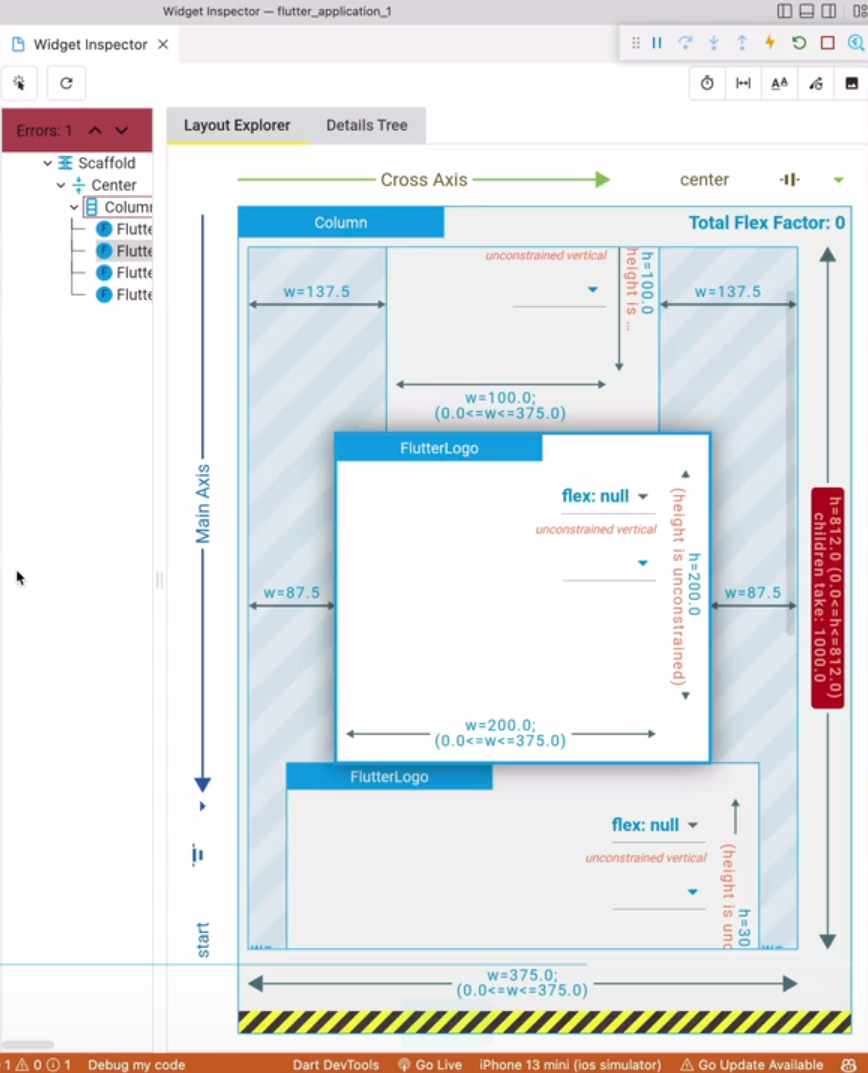 Widget Inspector — flutter_application_1
Widget Inspector
Errors: 1
Layout Explorer
Details Tree
Scaffold
Center
Column
Flutte
Flutte
Flutte
Flutte
Cross Axis
center
Column
Total Flex Factor: 0
unconstrained vertical
h=100.0
height is ...
w=137.5
w=137.5
w=100.0;
(0.0<=w<=375.0)
Main Axis
FlutterLogo
flex: null
unconstrained vertical
h=200.0
(height is unconstrained)
w=87.5
w=87.5
h=812.0 (0.0<=h<=812.0)
children take: 1000.0
w=200.0;
(0.0<=w<=375.0)
FlutterLogo
flex: null
unconstrained vertical
h=30
(height is unc
start
w=375.0;
(0.0<=w<=375.0)
1 0 1 Debug my code Dart DevTools Go Live iPhone 13 mini (ios simulator) Go Update Available